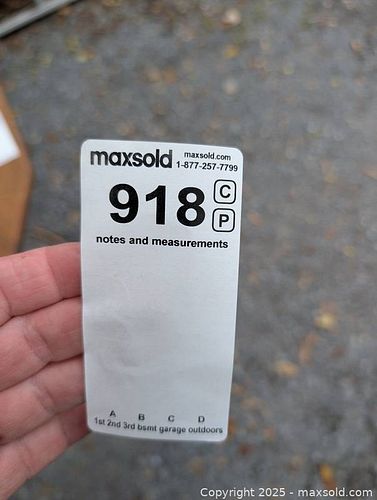 maxsold maxsold.com
1-877-257-7799
918 C
P
notes and measurements
A B C D
1st 2nd 3rd bsmt garage outdoors
Copyright 2025 - maxsold.com